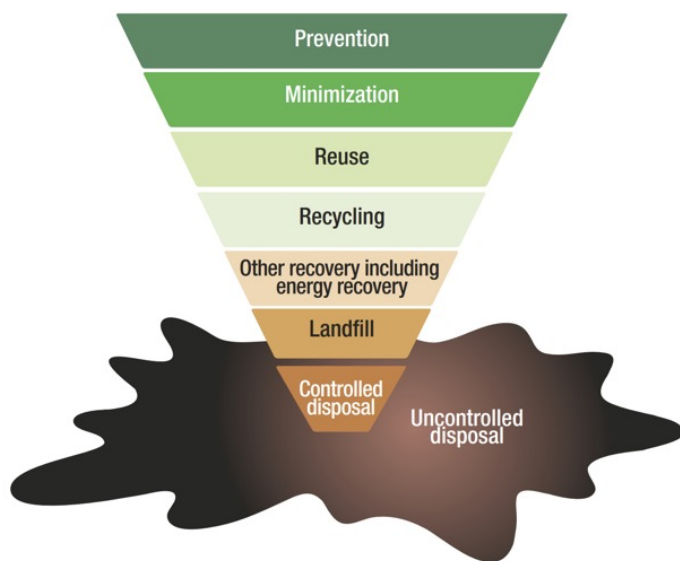 Prevention
Minimization
Reuse
Recycling
Other recovery including
energy recovery
Landfill
Controlled
disposal
Uncontrolled
disposal